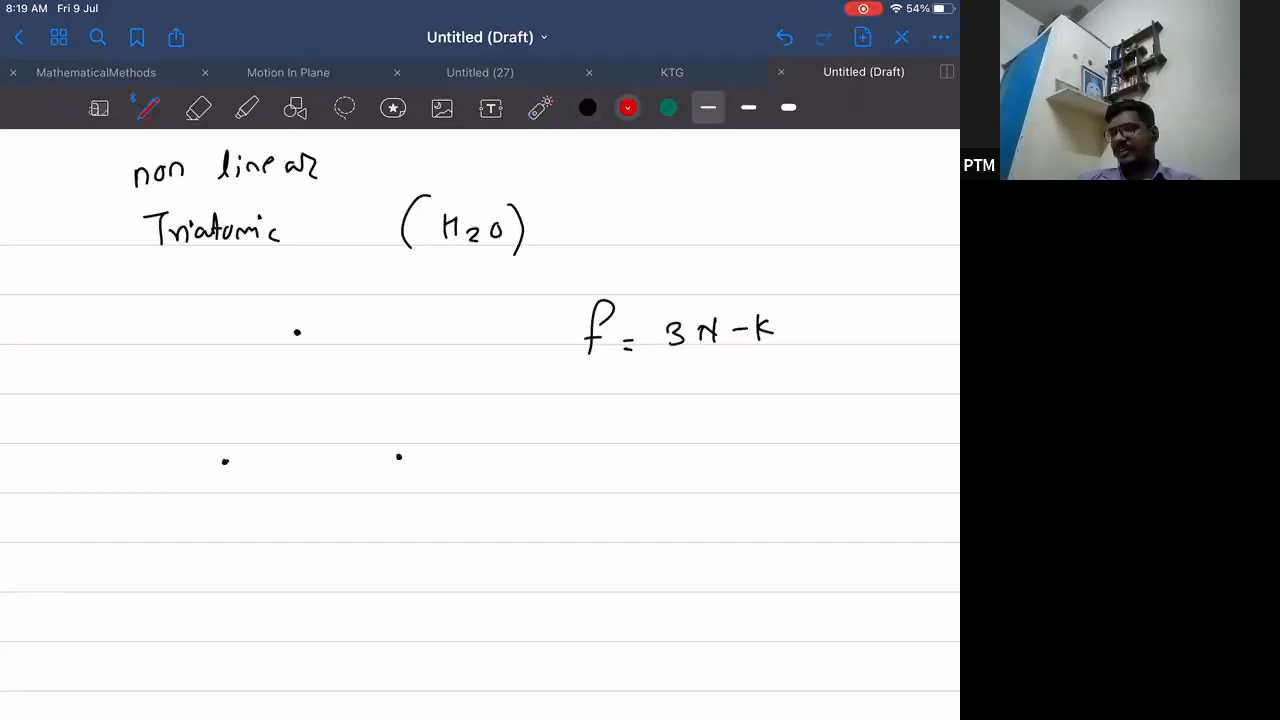 8:19 AM Fri 9 Jul
54%
Untitled (Draft)
MathematicalMethods
Motion In Plane
Untitled (27)
KTG
Untitled (Draft)
non linear
Triatomic (H2O)
f = 3N - K
PTM